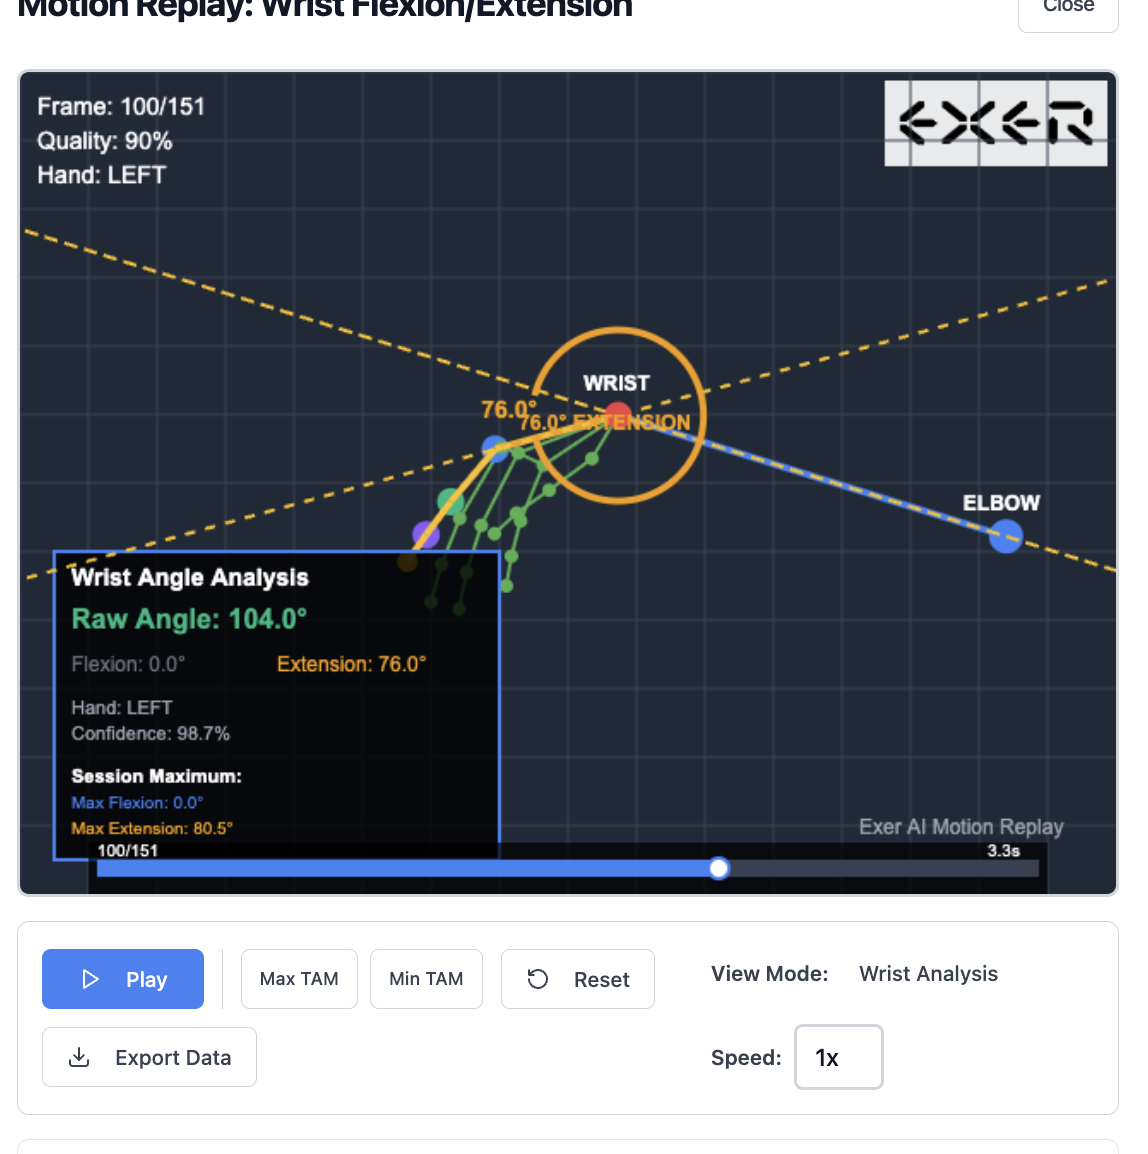 Motion Replay: Wrist Flexion/Extension
Close
Frame: 100/151
Quality: 90%
Hand: LEFT
EXER
WRIST
76.0°
76.0° EXTENSION
ELBOW
Wrist Angle Analysis
Raw Angle: 104.0°
Flexion: 0.0°
Extension: 76.0°
Hand: LEFT
Confidence: 98.7%
Session Maximum:
Max Flexion: 0.0°
Max Extension: 80.5°
Exer AI Motion Replay
100/151
3.3s
Play
Max TAM
Min TAM
Reset
View Mode:
Wrist Analysis
Export Data
Speed:
1x